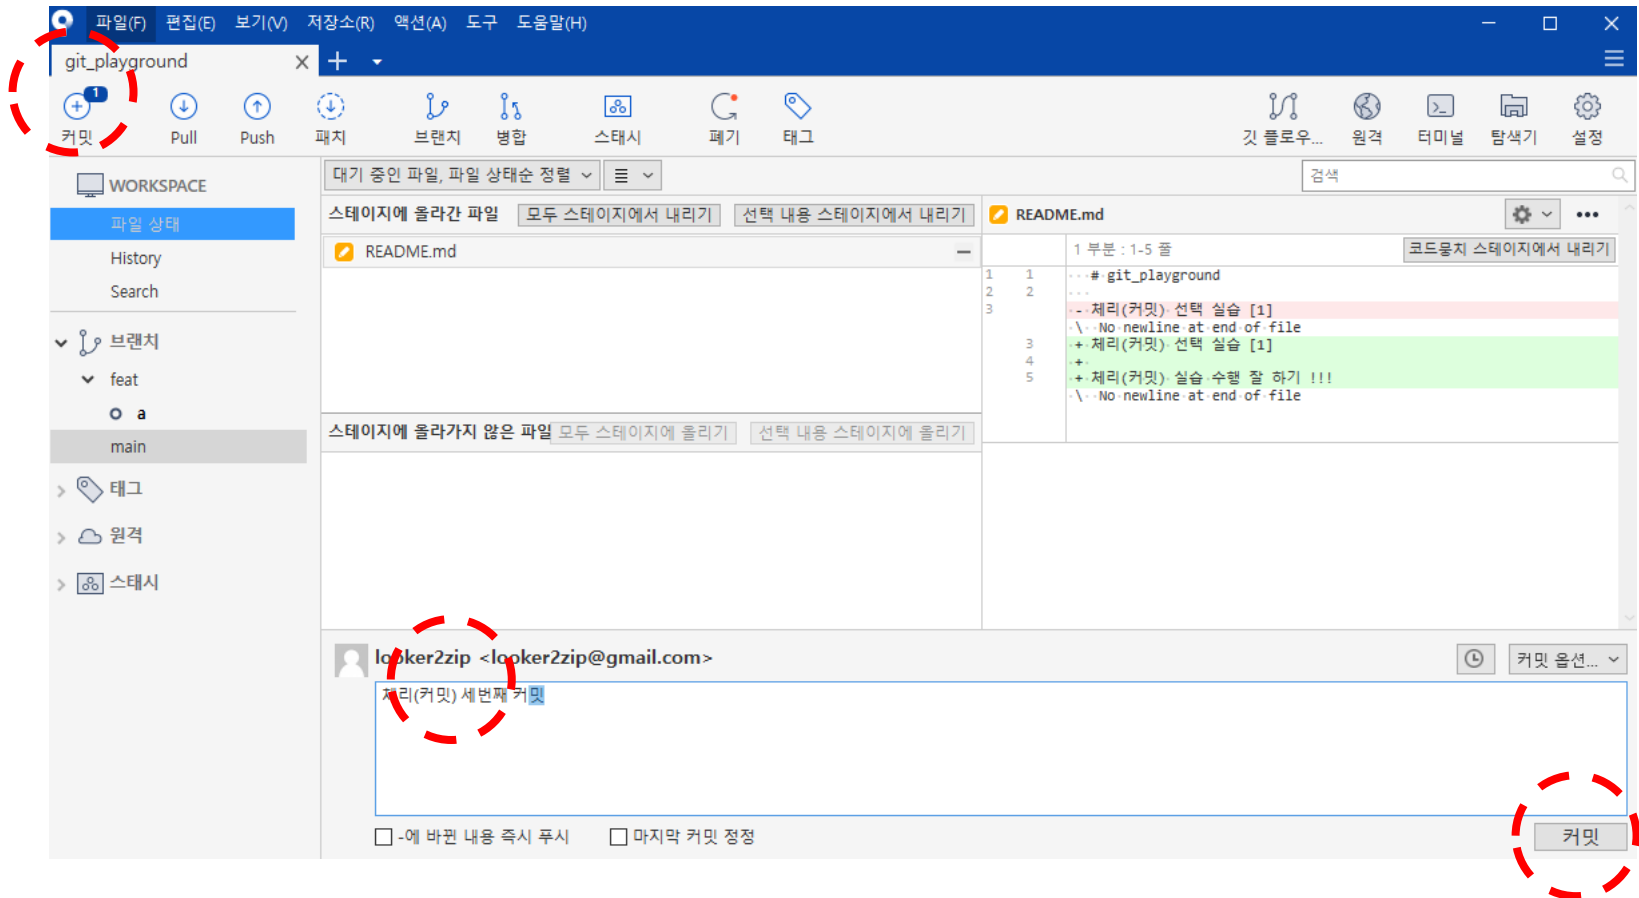 파일(F) 편집(E) 보기(V) 저장소(R) 액션(A) 도구 도움말(H)
git_playground
1
커밋 Pull Push 패치 브랜치 병합 스태시 폐기 태그 깃 플로우... 원격 터미널 탐색기 설정
WORKSPACE
파일 상태
History
Search
브랜치
feat
a
main
태그
원격
스태시
대기 중인 파일, 파일 상태순 정렬
검색
스테이지에 올라간 파일 모두 스테이지에서 내리기 선택 내용 스테이지에서 내리기
README.md
스테이지에 올라가지 않은 파일 모두 스테이지에 올리기 선택 내용 스테이지에 올리기
README.md
1 부분 : 1-5 줄 코드뭉치 스테이지에서 내리기
1 1 # git_playground
2 2
3 - 체리(커밋) 선택 실습 [1]
\ No newline at end of file
3 + 체리(커밋) 선택 실습 [1]
4 +
5 + 체리(커밋) 실습 수행 잘 하기 !!!
\ No newline at end of file
looker2zip <looker2zip@gmail.com>
커밋 옵션...
체리(커밋) 세번째 커밋
-에 바뀐 내용 즉시 푸시 마지막 커밋 정정
커밋